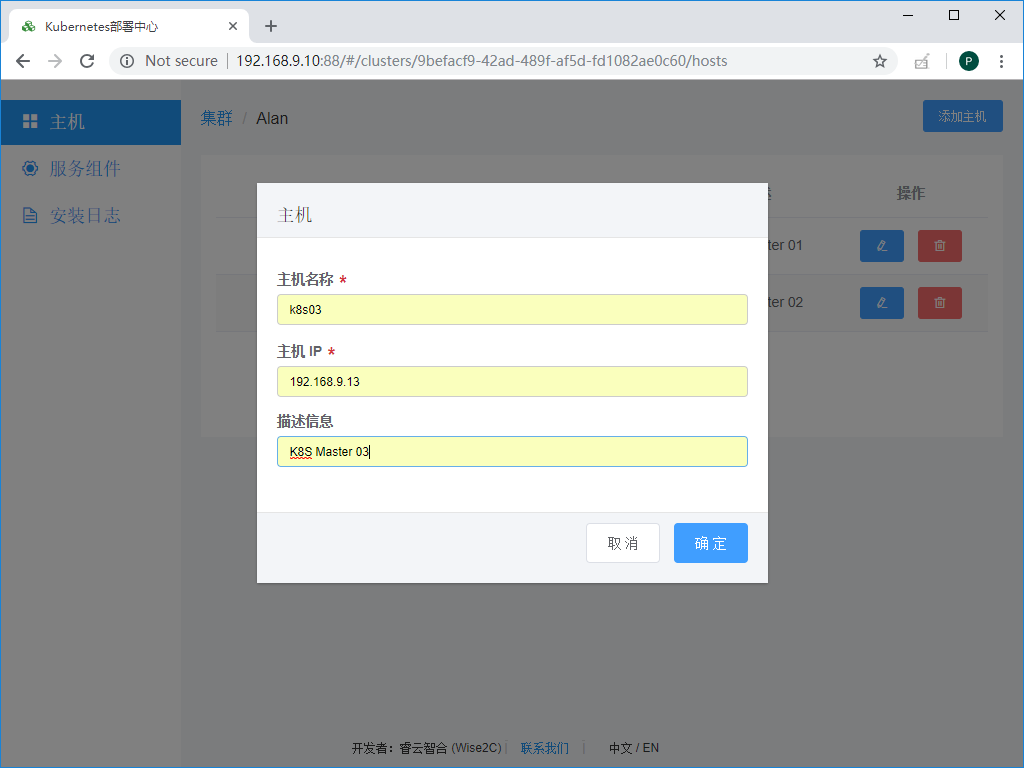 Kubernetes部署中心
Not secure 192.168.9.10:88/#/clusters/9befacf9-42ad-489f-af5d-fd1082ae0c60/hosts
P
主机
服务组件
安装日志
集群 / Alan
添加主机
操作
ter 01
ter 02
主机
主机名称 *
k8s03
主机 IP *
192.168.9.13
描述信息
K8S Master 03
取 消
确 定
开发者：睿云智合 (Wise2C) | 联系我们 | 中文 / EN